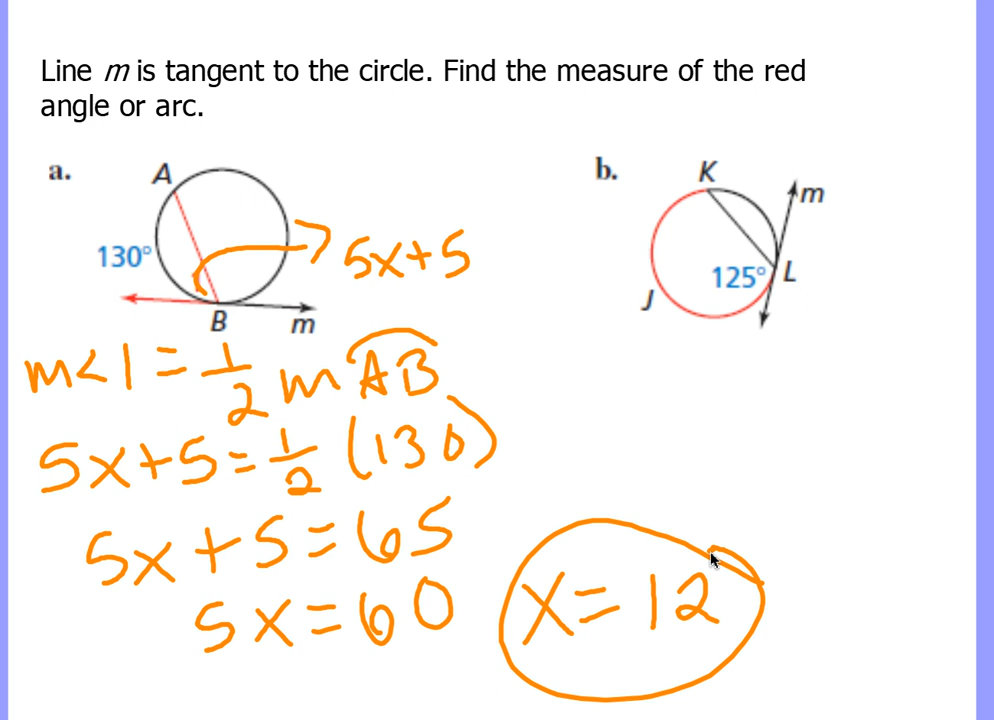 Line m is tangent to the circle. Find the measure of the red
angle or arc.
a.
A
130°
5x+5
B
m
b.
K
m
125°
L
J
m<1=1/2 mAB
5x+5=1/2 (130)
5x+5=65
5x=60
x=12